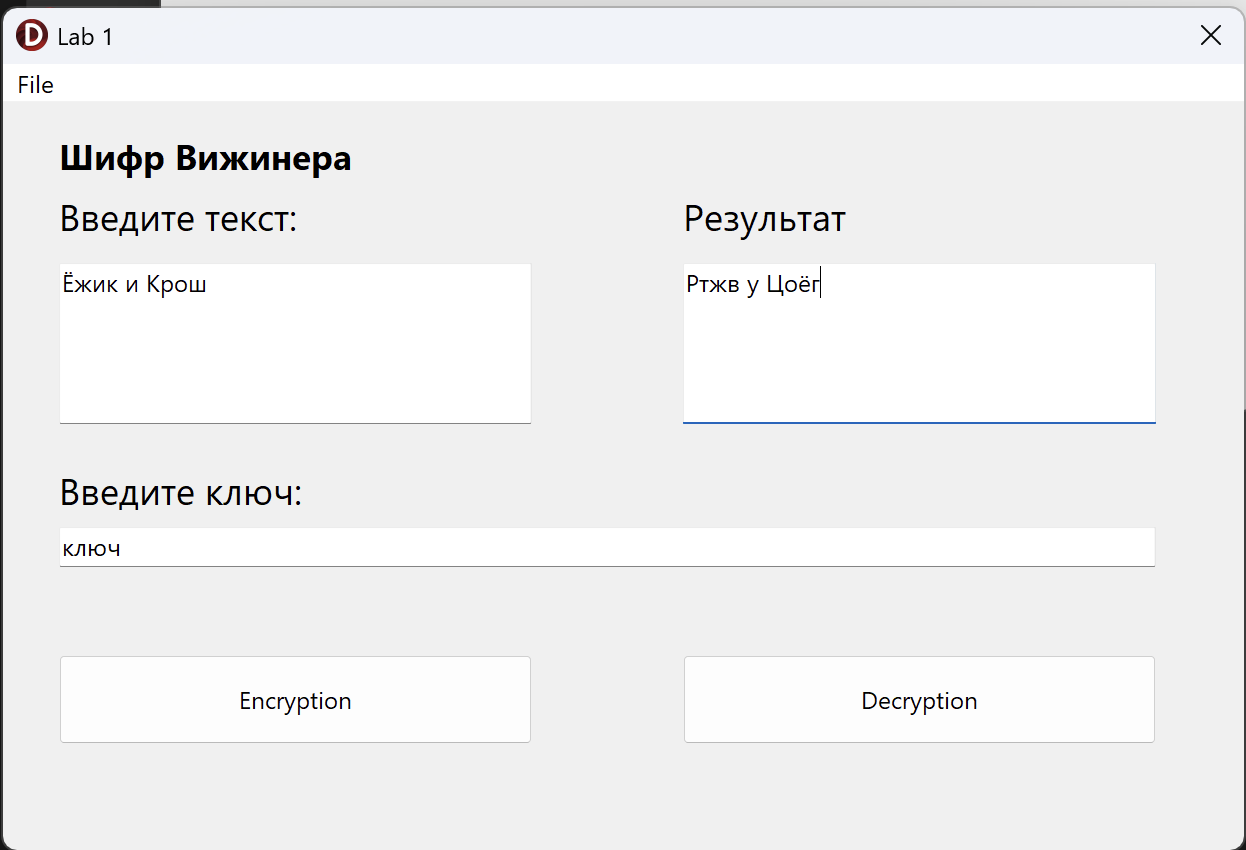 D Lab 1
File
Шифр Вижинера
Введите текст:
Результат
Ёжик и Крош
Ртжв у Цоёг
Введите ключ:
ключ
Encryption
Decryption